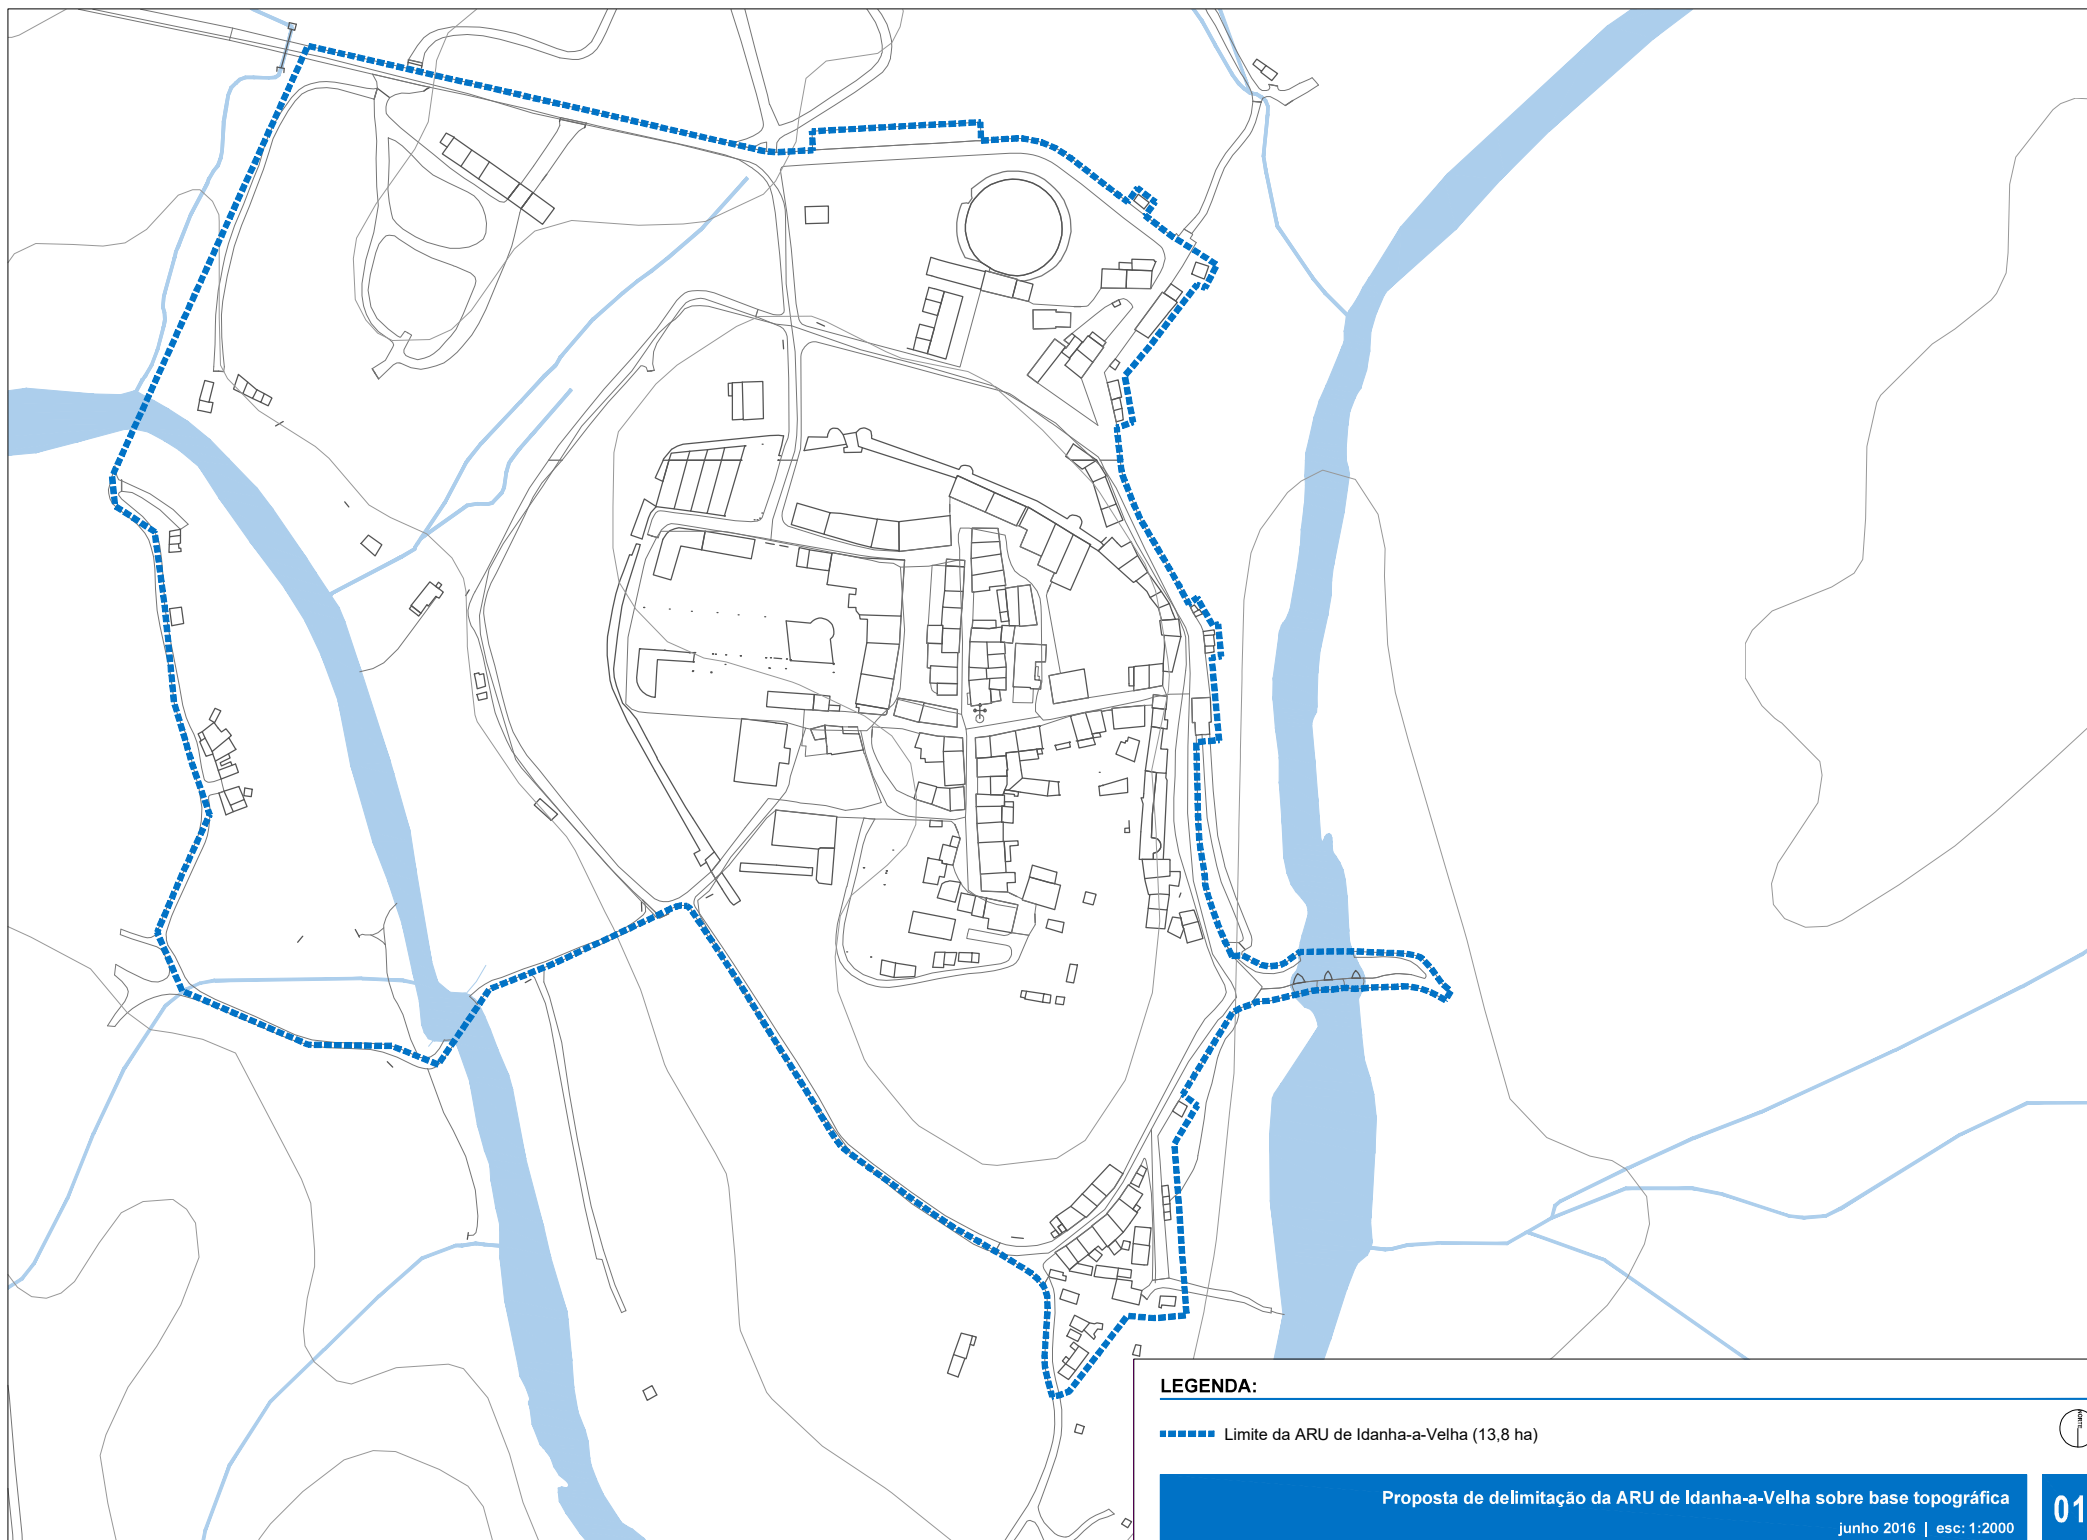 LEGENDA:
Limite da ARU de Idanha-a-Velha (13,8 ha)
NORTE
Proposta de delimitação da ARU de Idanha-a-Velha sobre base topográfica
junho 2016 | esc: 1:2000
01